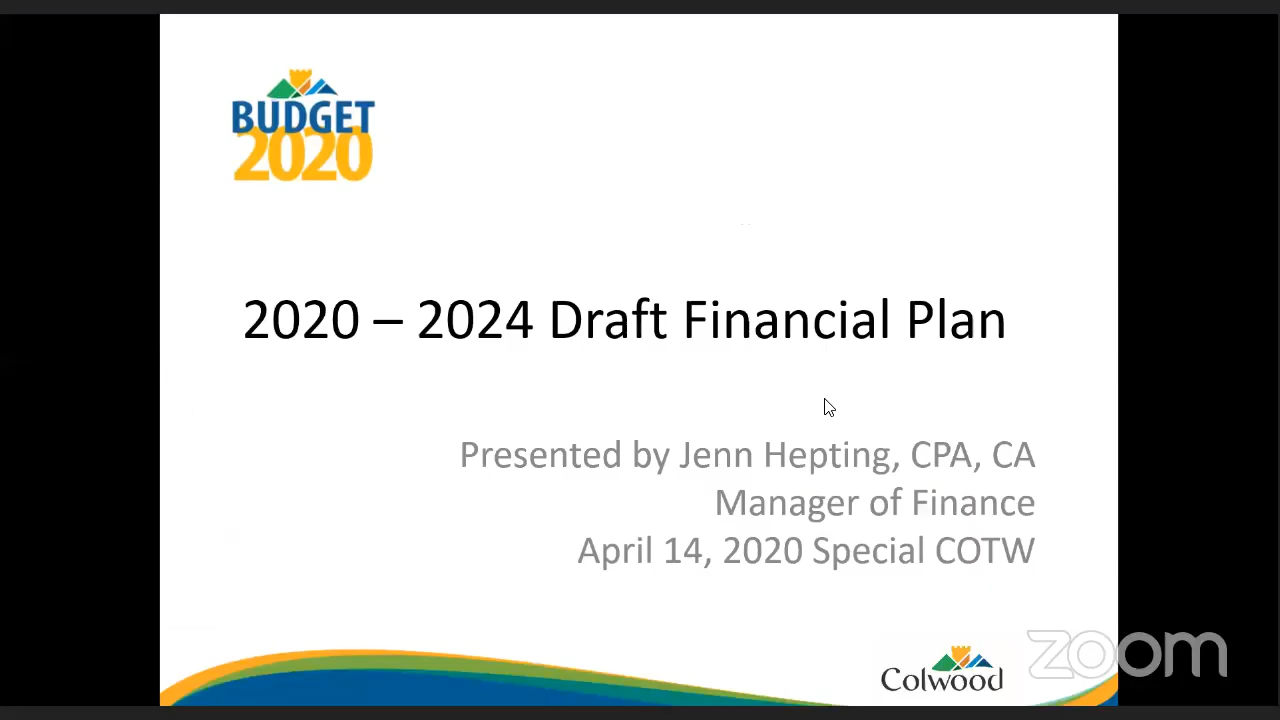 BUDGET
2020
2020 – 2024 Draft Financial Plan
Presented by Jenn Hepting, CPA, CA
Manager of Finance
April 14, 2020 Special COTW
Colwood
zoom